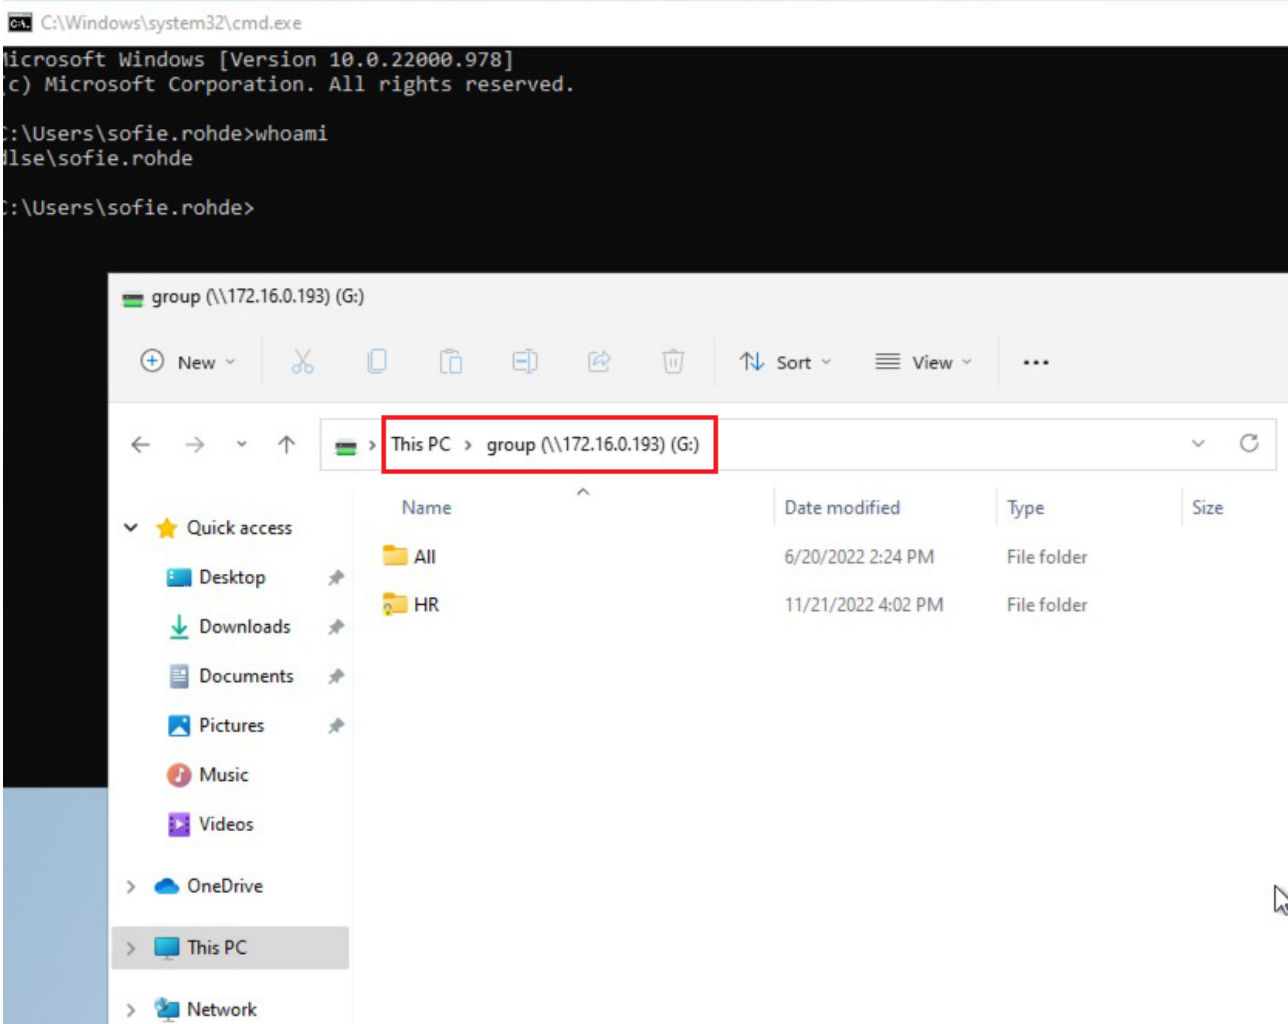 C:\Windows\system32\cmd.exe
Microsoft Windows [Version 10.0.22000.978]
(c) Microsoft Corporation. All rights reserved.
C:\Users\sofie.rohde>whoami
dlse\sofie.rohde
C:\Users\sofie.rohde>
group (\\172.16.0.193) (G:)
New
Sort
View
This PC > group (\\172.16.0.193) (G:)
Name Date modified Type Size
Quick access
All 6/20/2022 2:24 PM File folder
Desktop
HR 11/21/2022 4:02 PM File folder
Downloads
Documents
Pictures
Music
Videos
OneDrive
This PC
Network